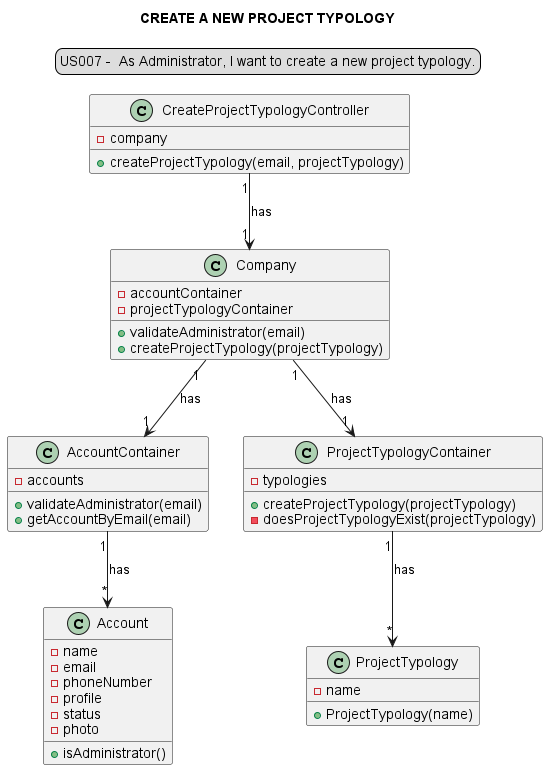 CREATE A NEW PROJECT TYPOLOGY
US007 -  As Administrator, I want to create a new project typology.
C CreateProjectTypologyController
company
createProjectTypology(email, projectTypology)
1
has
1
C Company
accountContainer
projectTypologyContainer
validateAdministrator(email)
createProjectTypology(projectTypology)
1 1
has has
1 1
C AccountContainer
accounts
validateAdministrator(email)
getAccountByEmail(email)
C ProjectTypologyContainer
typologies
createProjectTypology(projectTypology)
doesProjectTypologyExist(projectTypology)
1 1
has has
* *
C Account
name
email
phoneNumber
profile
status
photo
isAdministrator()
C ProjectTypology
name
ProjectTypology(name)